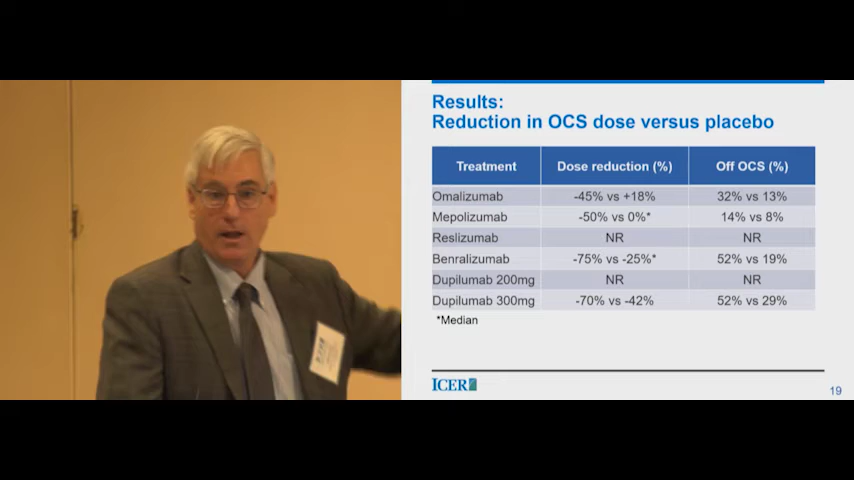 Results:
Reduction in OCS dose versus placebo
Treatment Dose reduction (%) Off OCS (%)
Omalizumab -45% vs +18% 32% vs 13%
Mepolizumab -50% vs 0%* 14% vs 8%
Reslizumab NR NR
Benralizumab -75% vs -25%* 52% vs 19%
Dupilumab 200mg NR NR
Dupilumab 300mg -70% vs -42% 52% vs 29%
*Median
ICER
19